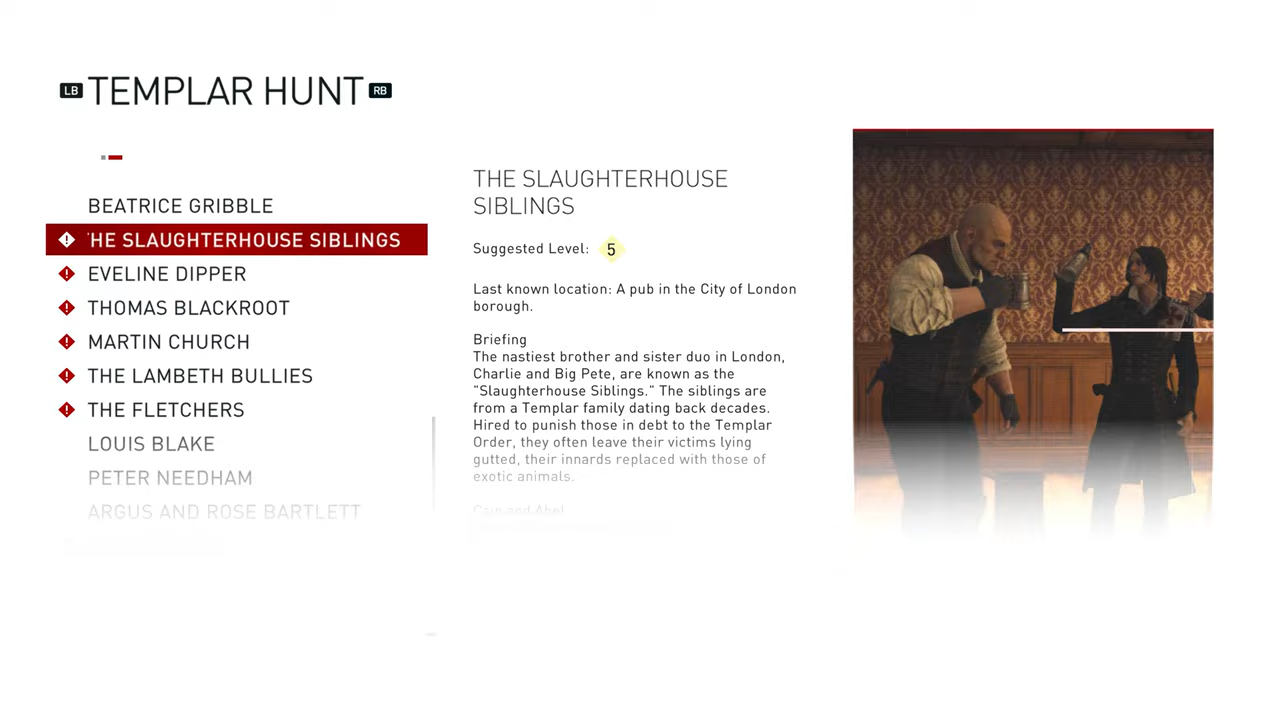 LB TEMPLAR HUNT RB
BEATRICE GRIBBLE
THE SLAUGHTERHOUSE SIBLINGS
EVELINE DIPPER
THOMAS BLACKROOT
MARTIN CHURCH
THE LAMBETH BULLIES
THE FLETCHERS
LOUIS BLAKE
PETER NEEDHAM
ARGUS AND ROSE BARTLETT
THE SLAUGHTERHOUSE
SIBLINGS
Suggested Level: 5
Last known location: A pub in the City of London
borough.
Briefing
The nastiest brother and sister duo in London,
Charlie and Big Pete, are known as the
"Slaughterhouse Siblings." The siblings are
from a Templar family dating back decades.
Hired to punish those in debt to the Templar
Order, they often leave their victims lying
gutted, their innards replaced with those of
exotic animals.
Cain and Abel